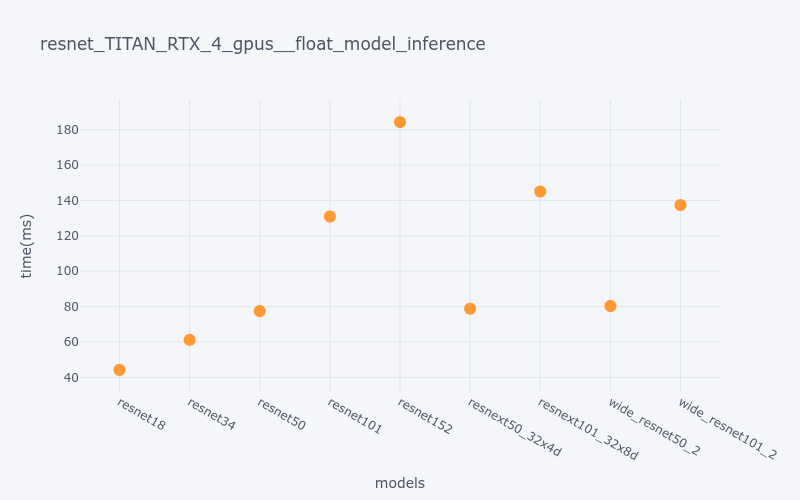 resnet_TITAN_RTX_4_gpus__float_model_inference
time(ms)
180
160
140
120
100
80
60
40
resnet18
resnet34
resnet50
resnet101
resnet152
resnext50_32x4d
resnext101_32x8d
wide_resnet50_2
wide_resnet101_2
models